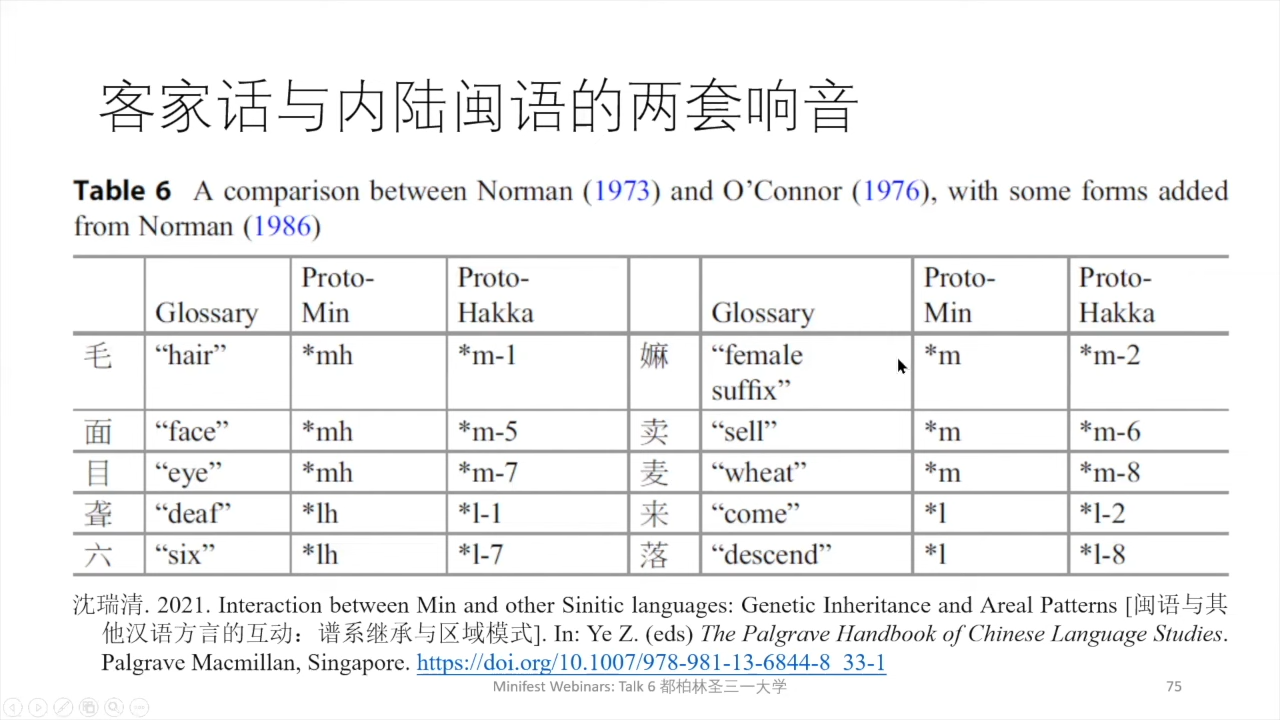 客家话与内陆闽语的两套响音
Table 6 A comparison between Norman (1973) and O’Connor (1976), with some forms added
from Norman (1986)
Glossary Proto-Min Proto-Hakka Glossary Proto-Min Proto-Hakka
毛 “hair” *mh *m-1 嫲 “female suffix” *m *m-2
面 “face” *mh *m-5 卖 “sell” *m *m-6
目 “eye” *mh *m-7 麦 “wheat” *m *m-8
聋 “deaf” *lh *l-1 来 “come” *l *l-2
六 “six” *lh *l-7 落 “descend” *l *l-8
沈瑞清. 2021. Interaction between Min and other Sinitic languages: Genetic Inheritance and Areal Patterns [闽语与其
他汉语方言的互动：谱系继承与区域模式]. In: Ye Z. (eds) The Palgrave Handbook of Chinese Language Studies.
Palgrave Macmillan, Singapore. https://doi.org/10.1007/978-981-13-6844-8_33-1
Minifest Webinars: Talk 6 都柏林圣三一大学
75